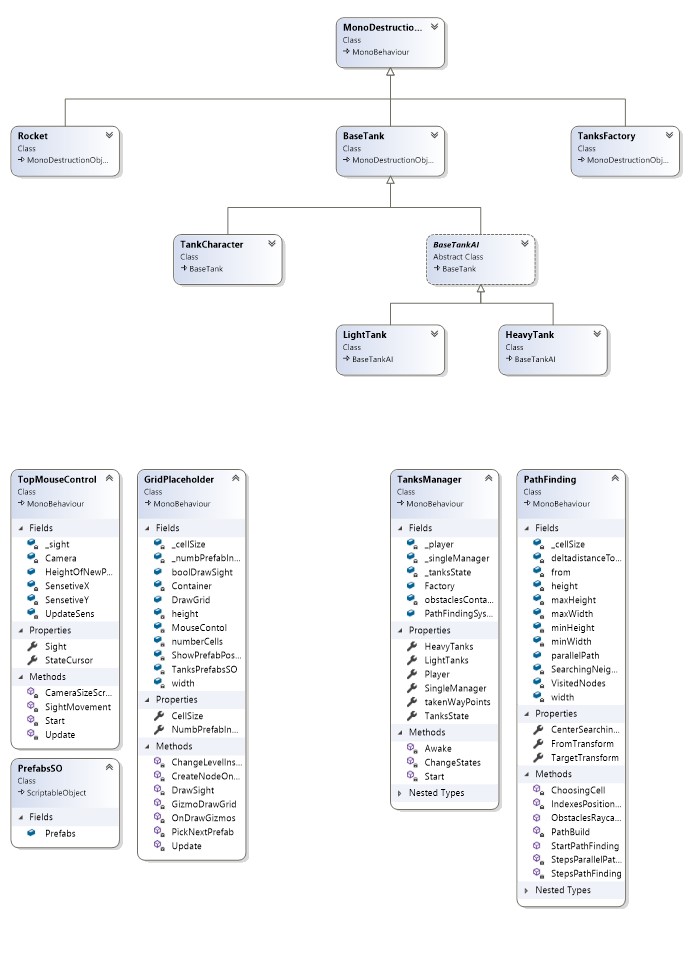 MonoDestructio...
Class
MonoBehaviour
Rocket
Class
MonoDestructionObj...
BaseTank
Class
MonoDestructionObj...
TanksFactory
Class
MonoDestructionObj...
TankCharacter
Class
BaseTank
BaseTankAI
Abstract Class
BaseTank
LightTank
Class
BaseTankAI
HeavyTank
Class
BaseTankAI
TopMouseControl
Class
MonoBehaviour
Fields
_sight
Camera
HeightOfNewP...
SensetiveX
SensetiveY
UpdateSens
Properties
Sight
StateCursor
Methods
CameraSizeScr...
SightMovement
Start
Update
PrefabsSO
Class
ScriptableObject
Fields
Prefabs
GridPlaceholder
Class
MonoBehaviour
Fields
_cellSize
_numbPrefabIn...
boolDrawSight
Container
DrawGrid
height
MouseContol
numberCells
ShowPrefabPos...
TanksPrefabsSO
width
Properties
CellSize
NumbPrefabIn...
Methods
ChangeLevelIns...
CreateNodeOn...
DrawSight
GizmoDrawGrid
OnDrawGizmos
PickNextPrefab
Update
TanksManager
Class
MonoBehaviour
Fields
_player
_singleManager
_tanksState
Factory
obstaclesConta...
PathFindingSys...
Properties
HeavyTanks
LightTanks
Player
SingleManager
takenWayPoints
TanksState
Methods
Awake
ChangeStates
Start
Nested Types
PathFinding
Class
MonoBehaviour
Fields
_cellSize
deltadistanceTo...
from
height
maxHeight
maxWidth
minHeight
minWidth
parallelPath
SearchingNeig...
VisitedNodes
width
Properties
CenterSearchin...
FromTransform
TargetTransform
Methods
ChoosingCell
IndexesPosition...
ObstaclesRayca...
PathBuild
StartPathFinding
StepsParallelPat...
StepsPathFinding
Nested Types